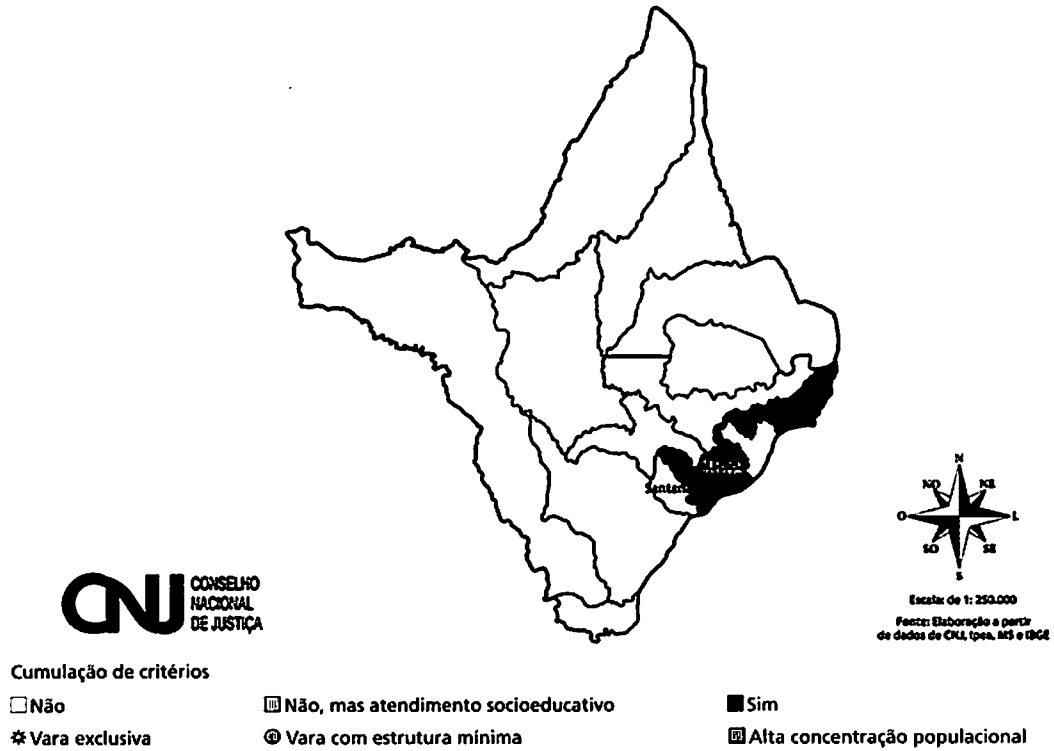 N
NO
NE
O
L
SO
SE
S
CNJ
CONSELHO
NACIONAL
DE JUSTIÇA
Escala: de 1: 250.000
Fonte: Elaboração a partir
de dados de CNJ, Ipea, MS e IBGE
Cumulação de critérios
Não
Não, mas atendimento socioeducativo
Sim
Vara exclusiva
Vara com estrutura mínima
Alta concentração populacional